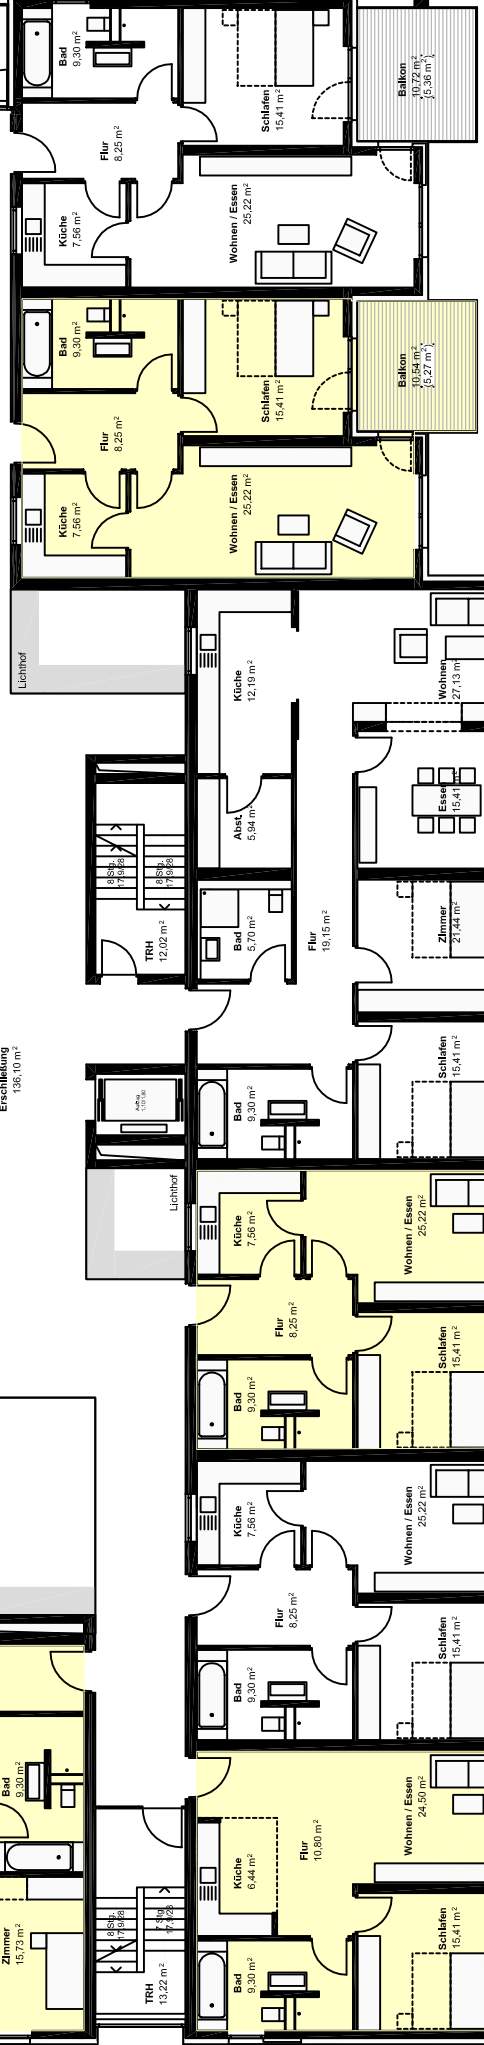 Bad
9,30 m²
Schlafen
15,41 m²
Balkon
10,72 m²
(5,36 m²)
Flur
8,25 m²
Küche
7,56 m²
Wohnen / Essen
25,22 m²
Bad
9,30 m²
Schlafen
15,41 m²
Balkon
10,54 m²
(5,27 m²)
Flur
8,25 m²
Küche
7,56 m²
Wohnen / Essen
25,22 m²
Lichthof
Küche
12,19 m²
Wohnen
27,13 m²
Essen
15,41 m²
Abst.
5,94 m²
8 Stg.
17,9/28
8 Stg.
17,9/28
TRH
12,02 m²
Bad
5,70 m²
Flur
19,15 m²
Zimmer
21,44 m²
Erschließung
136,10 m²
Schlafen
15,41 m²
Bad
9,30 m²
Aufzug
Lichthof
Küche
7,56 m²
Wohnen / Essen
25,22 m²
Flur
8,25 m²
Schlafen
15,41 m²
Bad
9,30 m²
Küche
7,56 m²
Wohnen / Essen
25,22 m²
Flur
8,25 m²
Schlafen
15,41 m²
Bad
9,30 m²
Bad
9,30 m²
Wohnen / Essen
24,50 m²
Flur
10,80 m²
Küche
6,44 m²
Zimmer
15,73 m²
8 Stg.
17,9/28
7 Stg.
17,9/28
TRH
13,22 m²
Bad
9,30 m²
Schlafen
15,41 m²